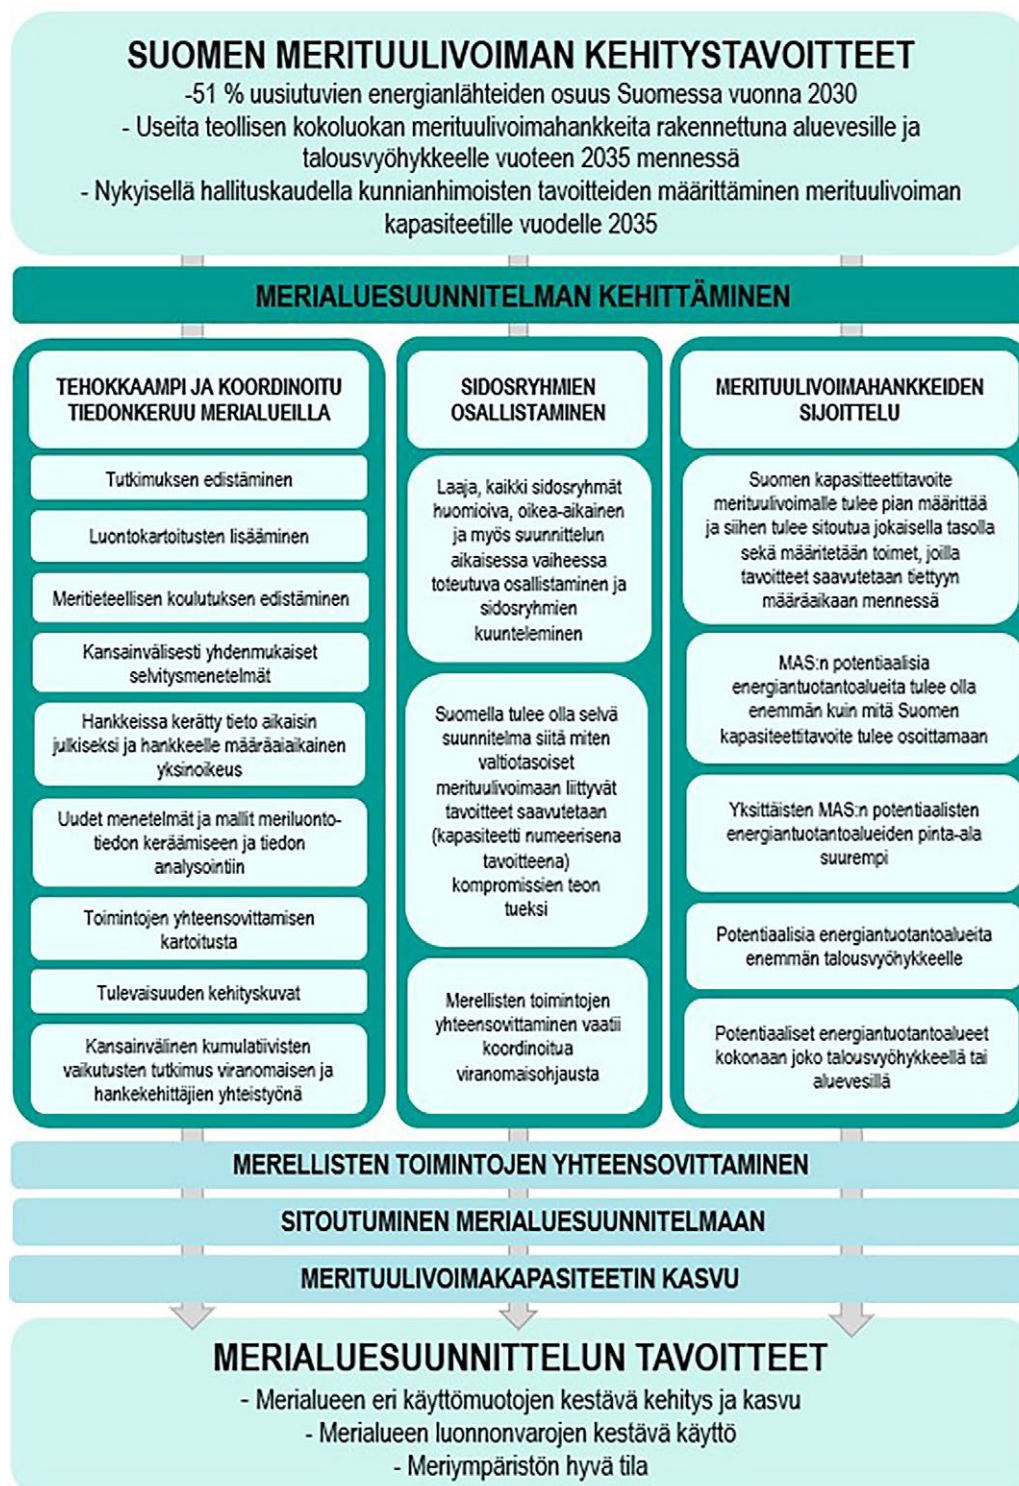 SUOMEN MERITUULIVOIMAN KEHITYSTAVOITTEET
-51 % uusiutuvien energianlähteiden osuus Suomessa vuonna 2030
- Useita teollisen kokoluokan merituulivoimahankkeita rakennettuna aluevesille ja
talousvyöhykkeelle vuoteen 2035 mennessä
- Nykyisellä hallituskaudella kunnianhimoisten tavoitteiden määrittäminen merituulivoiman
kapasiteetille vuodelle 2035
MERIALUESUUNNITELMAN KEHITTÄMINEN
TEHOKKAAMPI JA KOORDINOITU
TIEDONKERUU MERIALUEILLA
Tutkimuksen edistäminen
Luontokartoitusten lisääminen
Meritieteellisen koulutuksen edistäminen
Kansainvälisesti yhdenmukaiset
selvitysmenetelmät
Hankkeissa kerätty tieto aikaisin
julkiseksi ja hankkeelle määräaiaikainen
yksinoikeus
Uudet menetelmät ja mallit meriluonto-
tiedon keräämiseen ja tiedon
analysointiin
Toimintojen yhteensovittamisen
kartoitusta
Tulevaisuuden kehityskuvat
Kansainvälinen kumulatiivisten
vaikutusten tutkimus viranomaisen ja
hankekehittäjien yhteistyönä
SIDOSRYHMIEN
OSALLISTAMINEN
Laaja, kaikki sidosryhmät
huomioiva, oikea-aikainen
ja myös suunnittelun
aikaisessa vaiheessa
toteutuva osallistaminen ja
sidosryhmien
kuunteleminen
Suomella tulee olla selvä
suunnitelma siitä miten
valtiotasoiset
merituulivoimaan liittyvät
tavoitteet saavutetaan
(kapasiteetti numeerisena
tavoitteena)
kompromissien teon
tueksi
Merellisten toimintojen
yhteensovittaminen vaatii
koordinoitua
viranomaisohjausta
MERITUULIVOIMAHANKKEIDEN
SIJOITTELU
Suomen kapasitteettitavoite
merituulivoimalle tulee pian määrittää
ja siihen tulee sitoutua jokaisella tasolla
sekä määritetään toimet, joilla
tavoitteet saavutetaan tiettyyn
määräaikaan mennessä
MAS:n potentiaalisia
energiantuotantoalueita tulee olla
enemmän kuin mitä Suomen
kapasiteettitavoite tulee osoittamaan
Yksittäisten MAS:n potentiaalisten
energiantuotantoalueiden pinta-ala
suurempi
Potentiaalisia energiantuotantoalueita
enemmän talousvyöhykkeelle
Potentiaaliset energiantuotantoalueet
kokonaan joko talousvyöhykkeellä tai
aluevesillä
MERELLISTEN TOIMINTOJEN YHTEENSOVITTAMINEN
SITOUTUMINEN MERIALUESUUNNITELMAAN
MERITUULIVOIMAKAPASITEETIN KASVU
MERIALUESUUNNITTELUN TAVOITTEET
- Merialueen eri käyttömuotojen kestävä kehitys ja kasvu
- Merialueen luonnonvarojen kestävä käyttö
- Meriympäristön hyvä tila